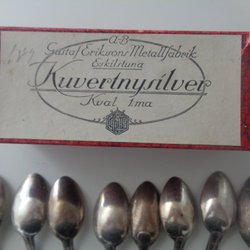 A-B
Gustaf Eriksons Metallfabrik
Eskilstuna
Kuvertnysilver
Kval 1.ma